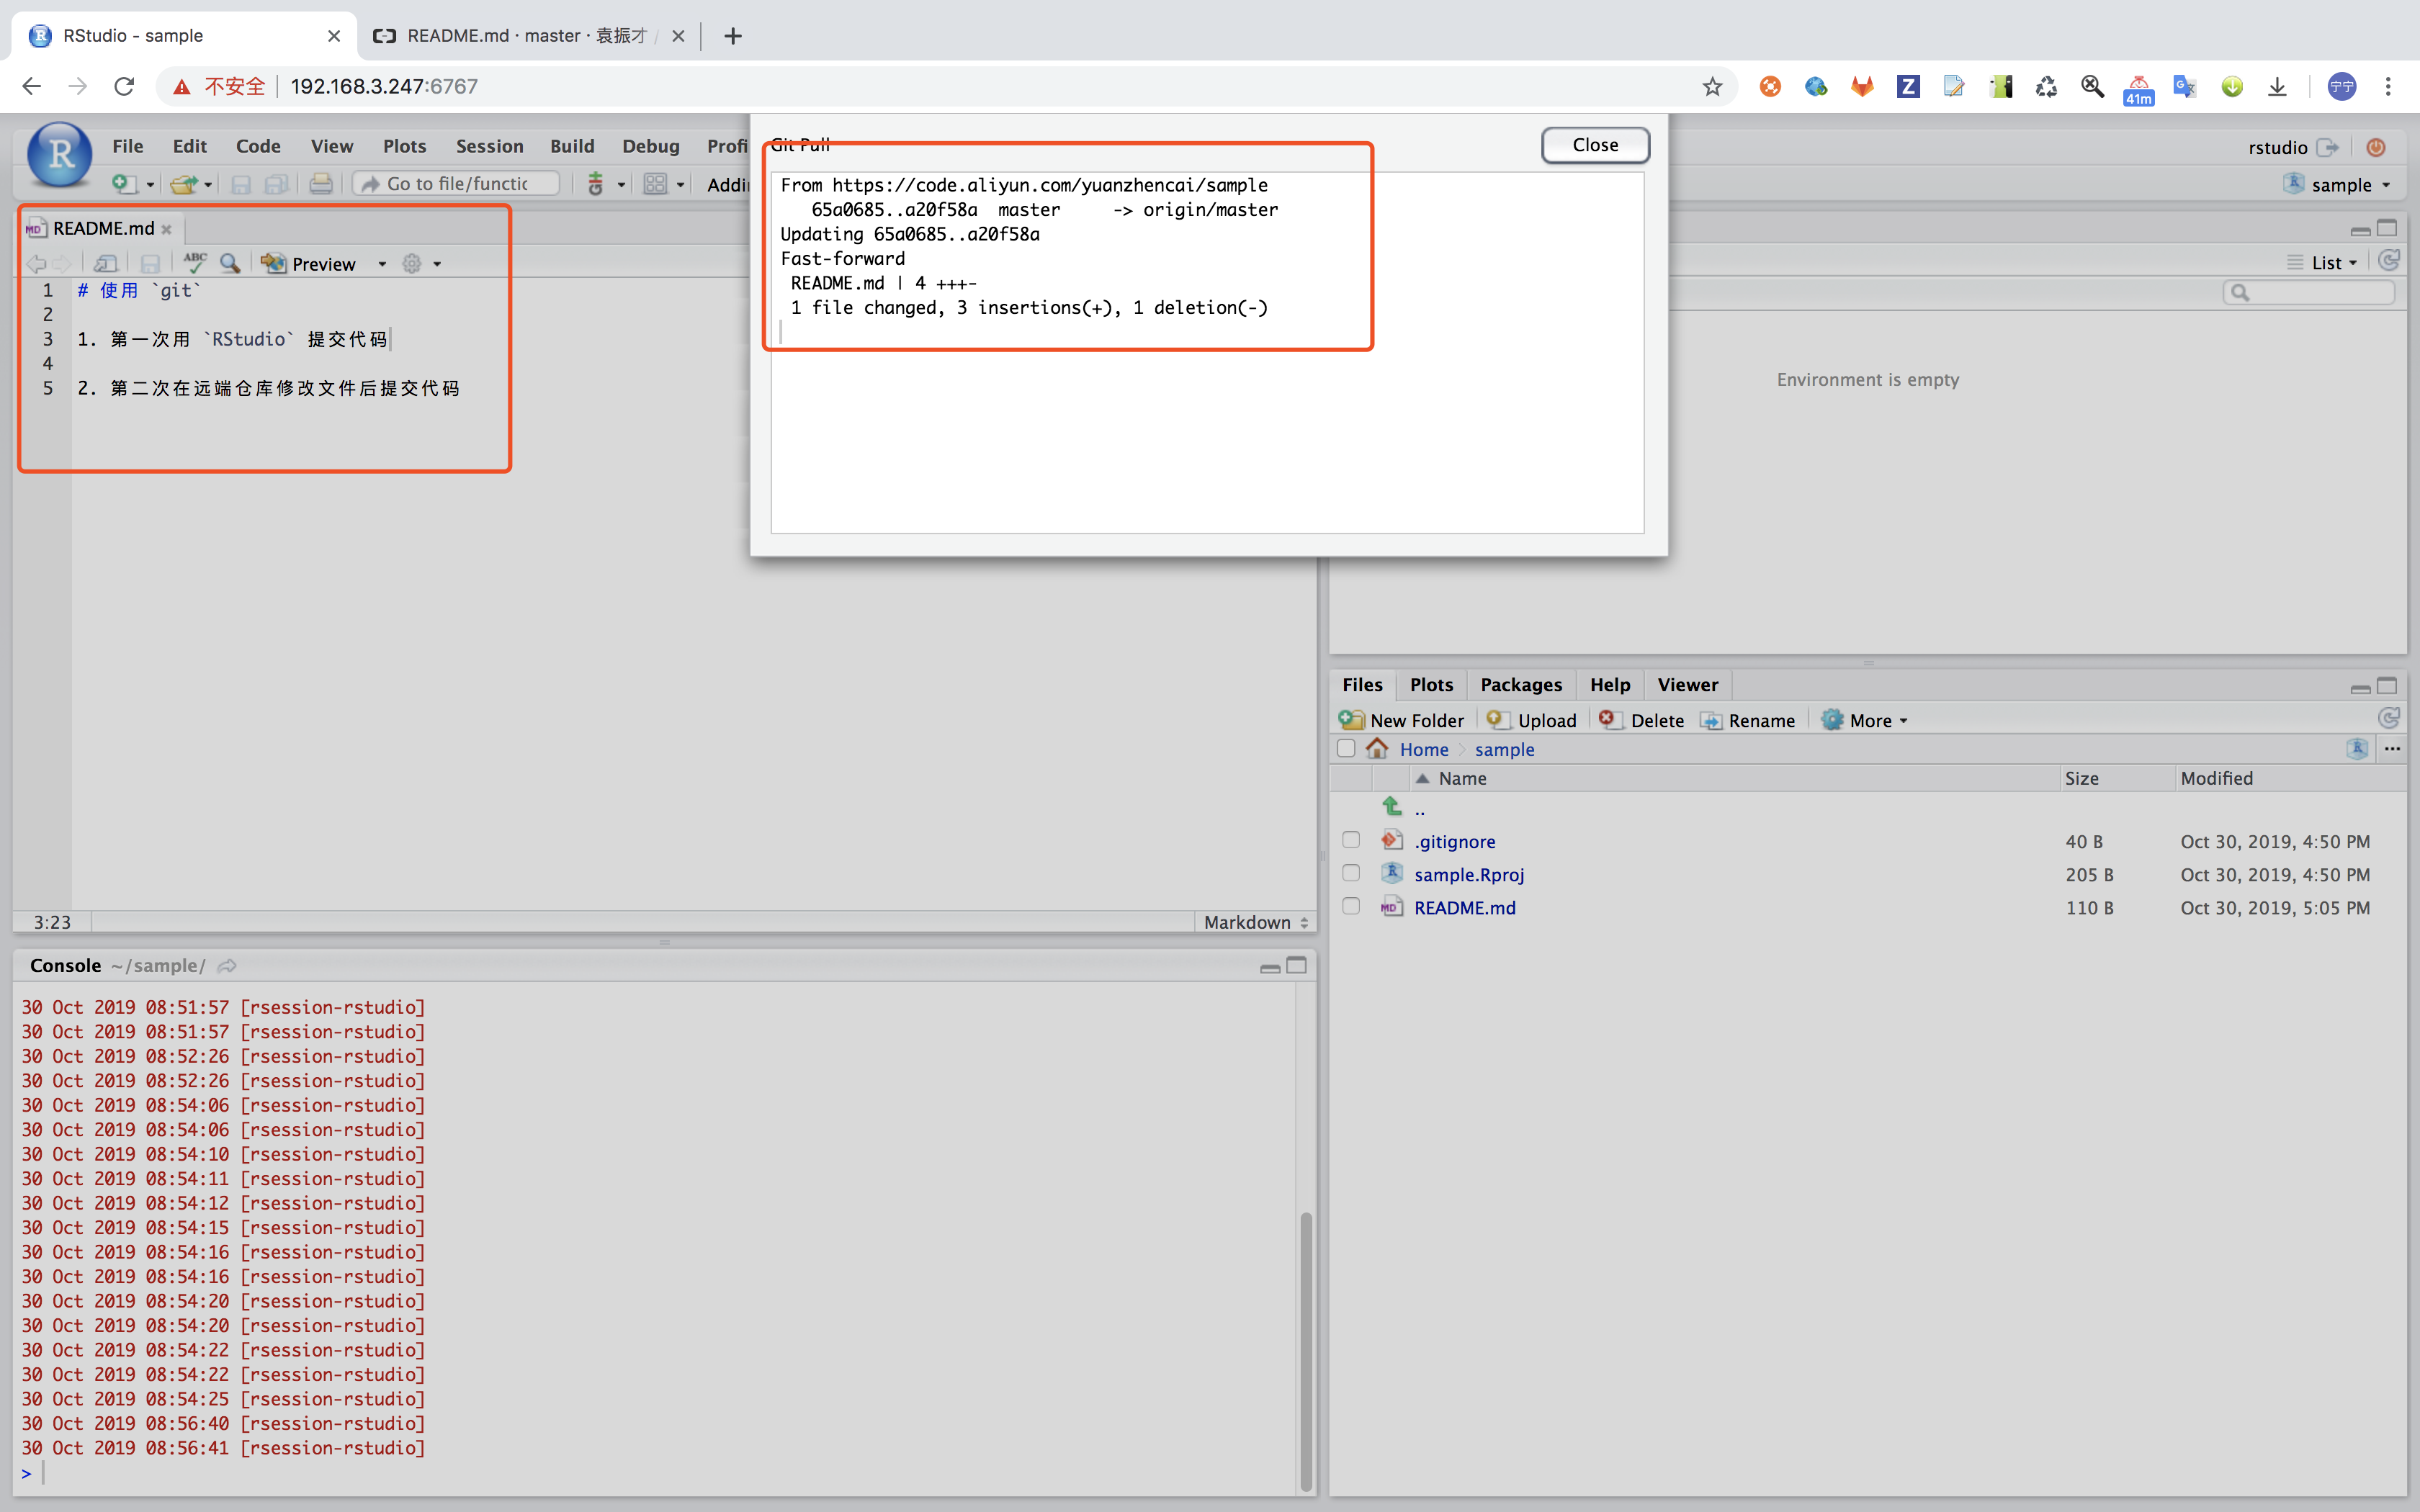 RStudio - sample
README.md · master · 袁振才 /
不安全 192.168.3.247:6767
41m
宁宁
File Edit Code View Plots Session Build Debug Profi
rstudio
Go to file/functic
Addi
sample
Git Pull
Close
From https://code.aliyun.com/yuanzhencai/sample
65a0685..a20f58a master -> origin/master
Updating 65a0685..a20f58a
Fast-forward
README.md | 4 +++-
1 file changed, 3 insertions(+), 1 deletion(-)
README.md
ABC
Preview
1 # 使用 `git`
2
3 1. 第一次用 `RStudio` 提交代码
4
5 2. 第二次在远端仓库修改文件后提交代码
3:23
Markdown
List
Environment is empty
Console ~/sample/
30 Oct 2019 08:51:57 [rsession-rstudio]
30 Oct 2019 08:51:57 [rsession-rstudio]
30 Oct 2019 08:52:26 [rsession-rstudio]
30 Oct 2019 08:52:26 [rsession-rstudio]
30 Oct 2019 08:54:06 [rsession-rstudio]
30 Oct 2019 08:54:06 [rsession-rstudio]
30 Oct 2019 08:54:10 [rsession-rstudio]
30 Oct 2019 08:54:11 [rsession-rstudio]
30 Oct 2019 08:54:12 [rsession-rstudio]
30 Oct 2019 08:54:15 [rsession-rstudio]
30 Oct 2019 08:54:16 [rsession-rstudio]
30 Oct 2019 08:54:16 [rsession-rstudio]
30 Oct 2019 08:54:20 [rsession-rstudio]
30 Oct 2019 08:54:20 [rsession-rstudio]
30 Oct 2019 08:54:22 [rsession-rstudio]
30 Oct 2019 08:54:22 [rsession-rstudio]
30 Oct 2019 08:54:25 [rsession-rstudio]
30 Oct 2019 08:56:40 [rsession-rstudio]
30 Oct 2019 08:56:41 [rsession-rstudio]
>
Files Plots Packages Help Viewer
New Folder Upload Delete Rename More
Home sample
Name Size Modified
..
.gitignore 40 B Oct 30, 2019, 4:50 PM
sample.Rproj 205 B Oct 30, 2019, 4:50 PM
README.md 110 B Oct 30, 2019, 5:05 PM